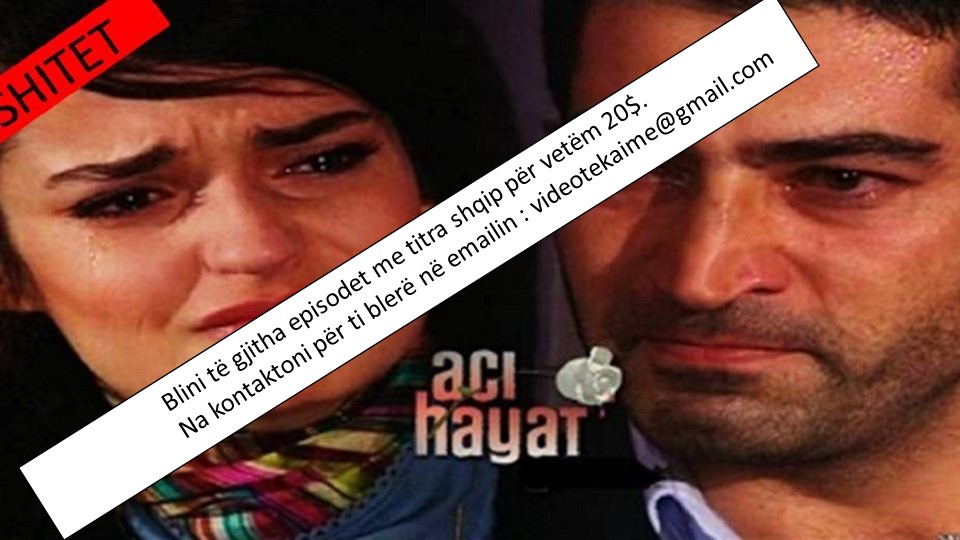 SHITET
Blini të gjitha episodet me titra shqip për vetëm 20$.
Na kontaktoni për ti blerë në emailin : videotekaime@gmail.com
acı
hayat